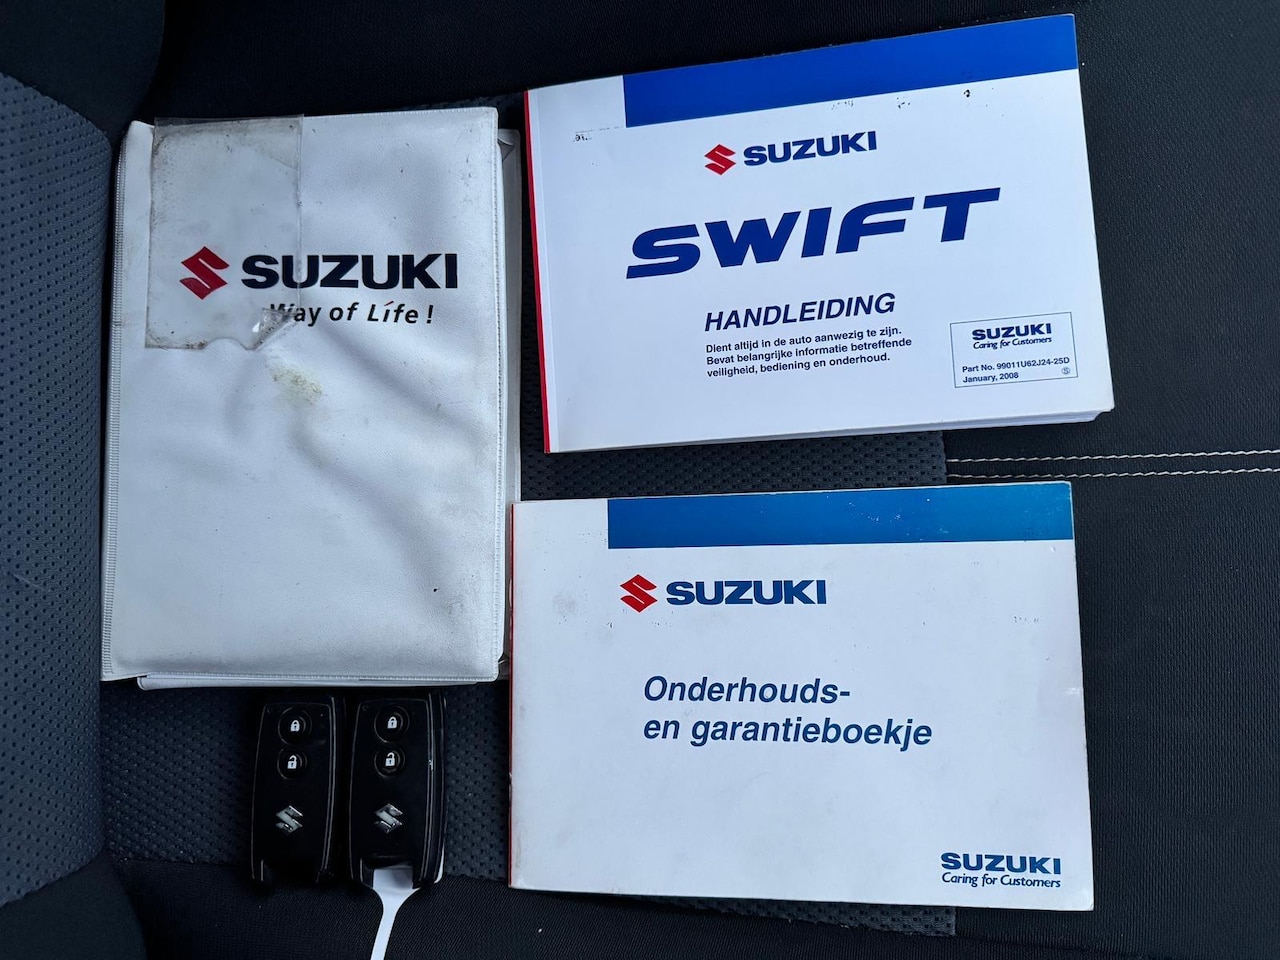 SUZUKI
Way of Life!
SUZUKI
SWIFT
HANDLEIDING
Dient altijd in de auto aanwezig te zijn.
Bevat belangrijke informatie betreffende
veiligheid, bediening en onderhoud.
SUZUKI
Caring for Customers
Part No. 99011U62J24-25D
January, 2008
S
SUZUKI
Onderhouds-
en garantieboekje
SUZUKI
Caring for Customers